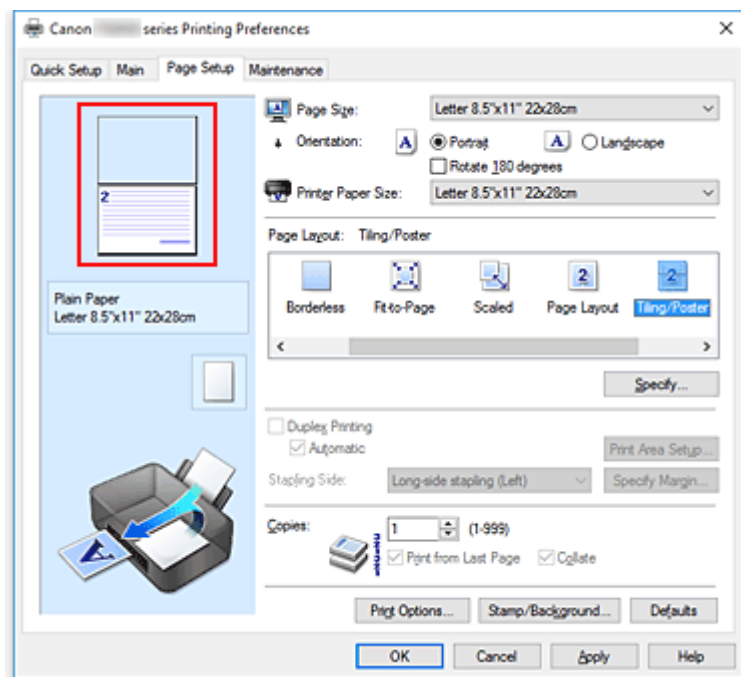 Canon series Printing Preferences
Quick Setup Main Page Setup Maintenance
Page Size: Letter 8.5"x11" 22x28cm
Orientation: A Portrait A Landscape
Rotate 180 degrees
Printer Paper Size: Letter 8.5"x11" 22x28cm
Page Layout: Tiling/Poster
2
2 2
Borderless Fit-to-Page Scaled Page Layout Tiling/Poster
Plain Paper
Letter 8.5"x11" 22x28cm
Specify...
Duplex Printing
Automatic Print Area Setup...
Stapling Side: Long-side stapling (Left) Specify Margin...
Copies: 1 (1-999)
Print from Last Page Collate
A
Print Options... Stamp/Background... Defaults
OK Cancel Apply Help